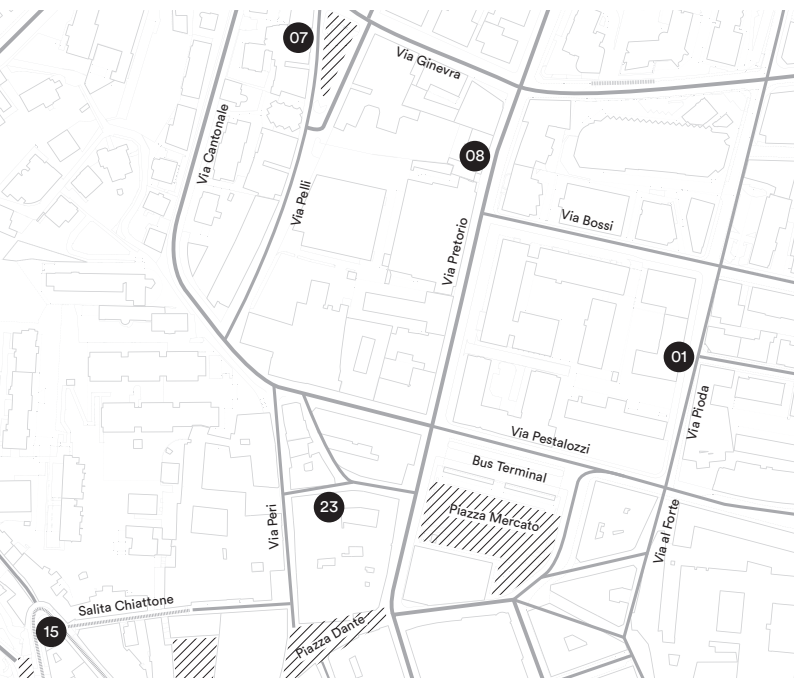 07
Via Ginevra
Via Cantonale
08
Via Pelli
Via Bossi
Via Pretorio
01
Via Pioda
Via Pestalozzi
Bus Terminal
23
Piazza Mercato
Via Peri
Via al Forte
Salita Chiattone
15
Piazza Dante